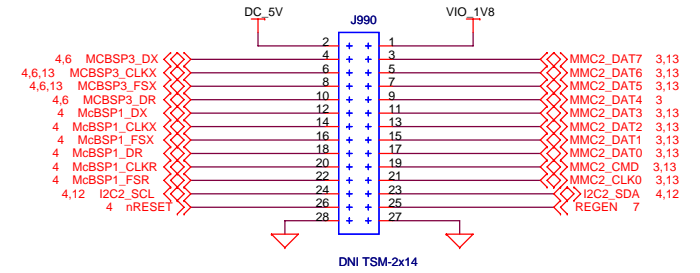 DC_5V J990 VIO_1V8
2 1
4,6 MCBSP3_DX 4 3 MMC2_DAT7 3,13
4,6,13 MCBSP3_CLKX 6 5 MMC2_DAT6 3,13
4,6,13 MCBSP3_FSX 8 7 MMC2_DAT5 3,13
4,6 MCBSP3_DR 10 9 MMC2_DAT4 3
4 McBSP1_DX 12 11 MMC2_DAT3 3,13
4 McBSP1_CLKX 14 13 MMC2_DAT2 3,13
4 McBSP1_FSX 16 15 MMC2_DAT1 3,13
4 McBSP1_DR 18 17 MMC2_DAT0 3,13
4 McBSP1_CLKR 20 19 MMC2_CMD 3,13
4 McBSP1_FSR 22 21 MMC2_CLK0 3,13
4,12 I2C2_SCL 24 23 I2C2_SDA 4,12
4 nRESET 26 25 REGEN 7
28 27
DNI TSM-2x14